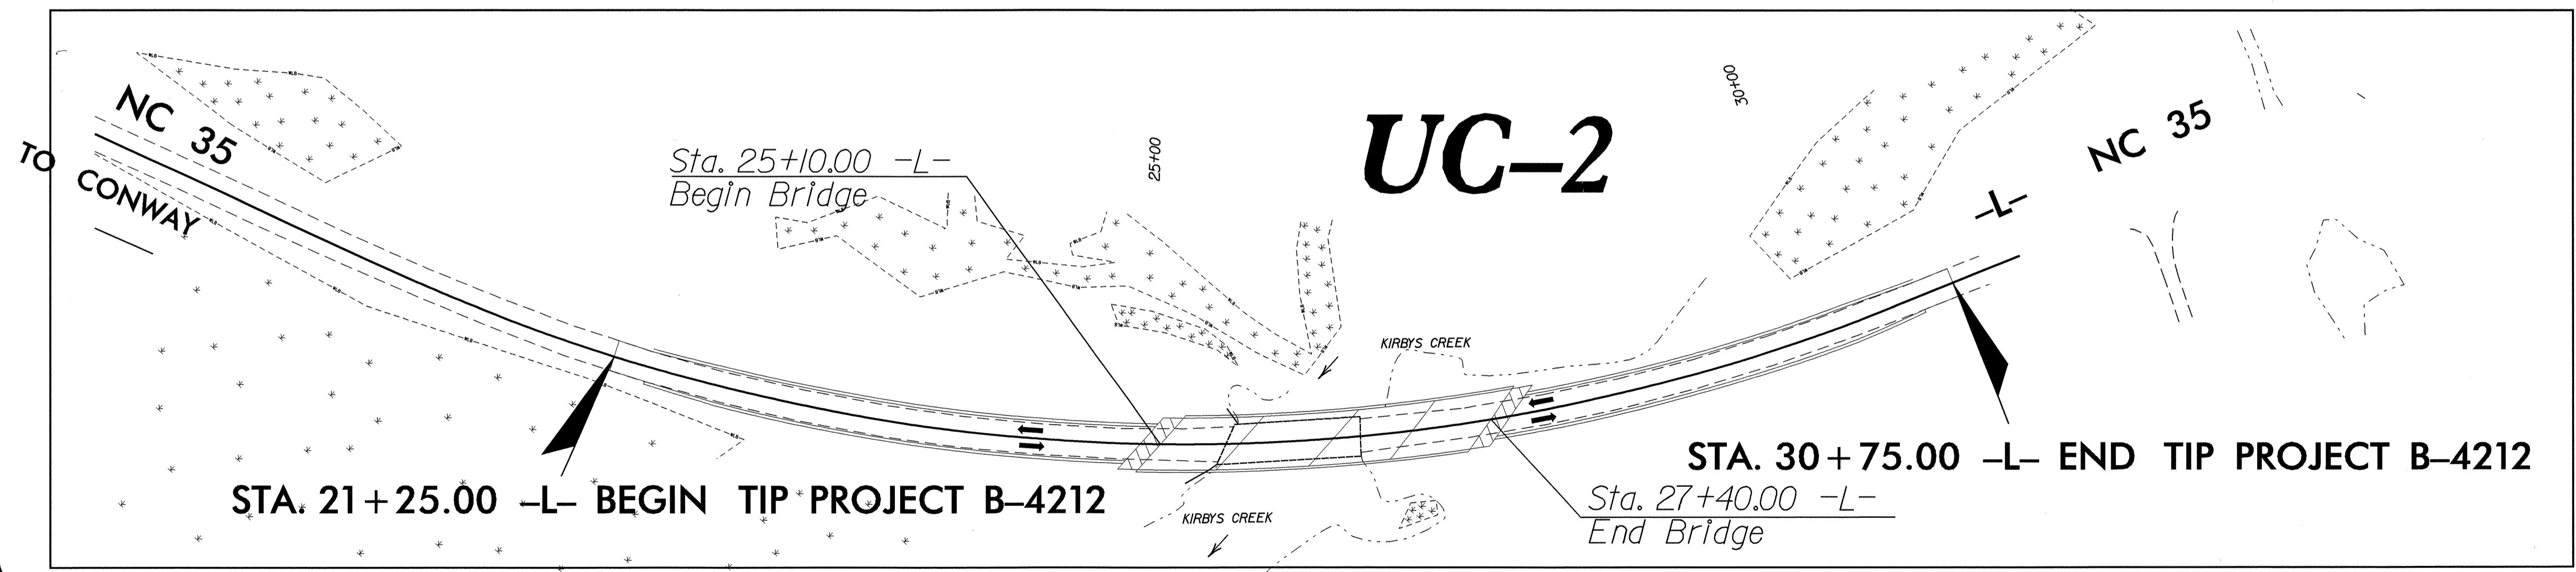 NC 35
TO CONWAY
Sta. 25+10.00 -L-
Begin Bridge
25+00
UC-2
30+00
NC 35
-L-
KIRBYS CREEK
STA. 21+25.00 -L- BEGIN TIP PROJECT B-4212
KIRBYS CREEK
STA. 30+75.00 -L- END TIP PROJECT B-4212
Sta. 27+40.00 -L-
End Bridge